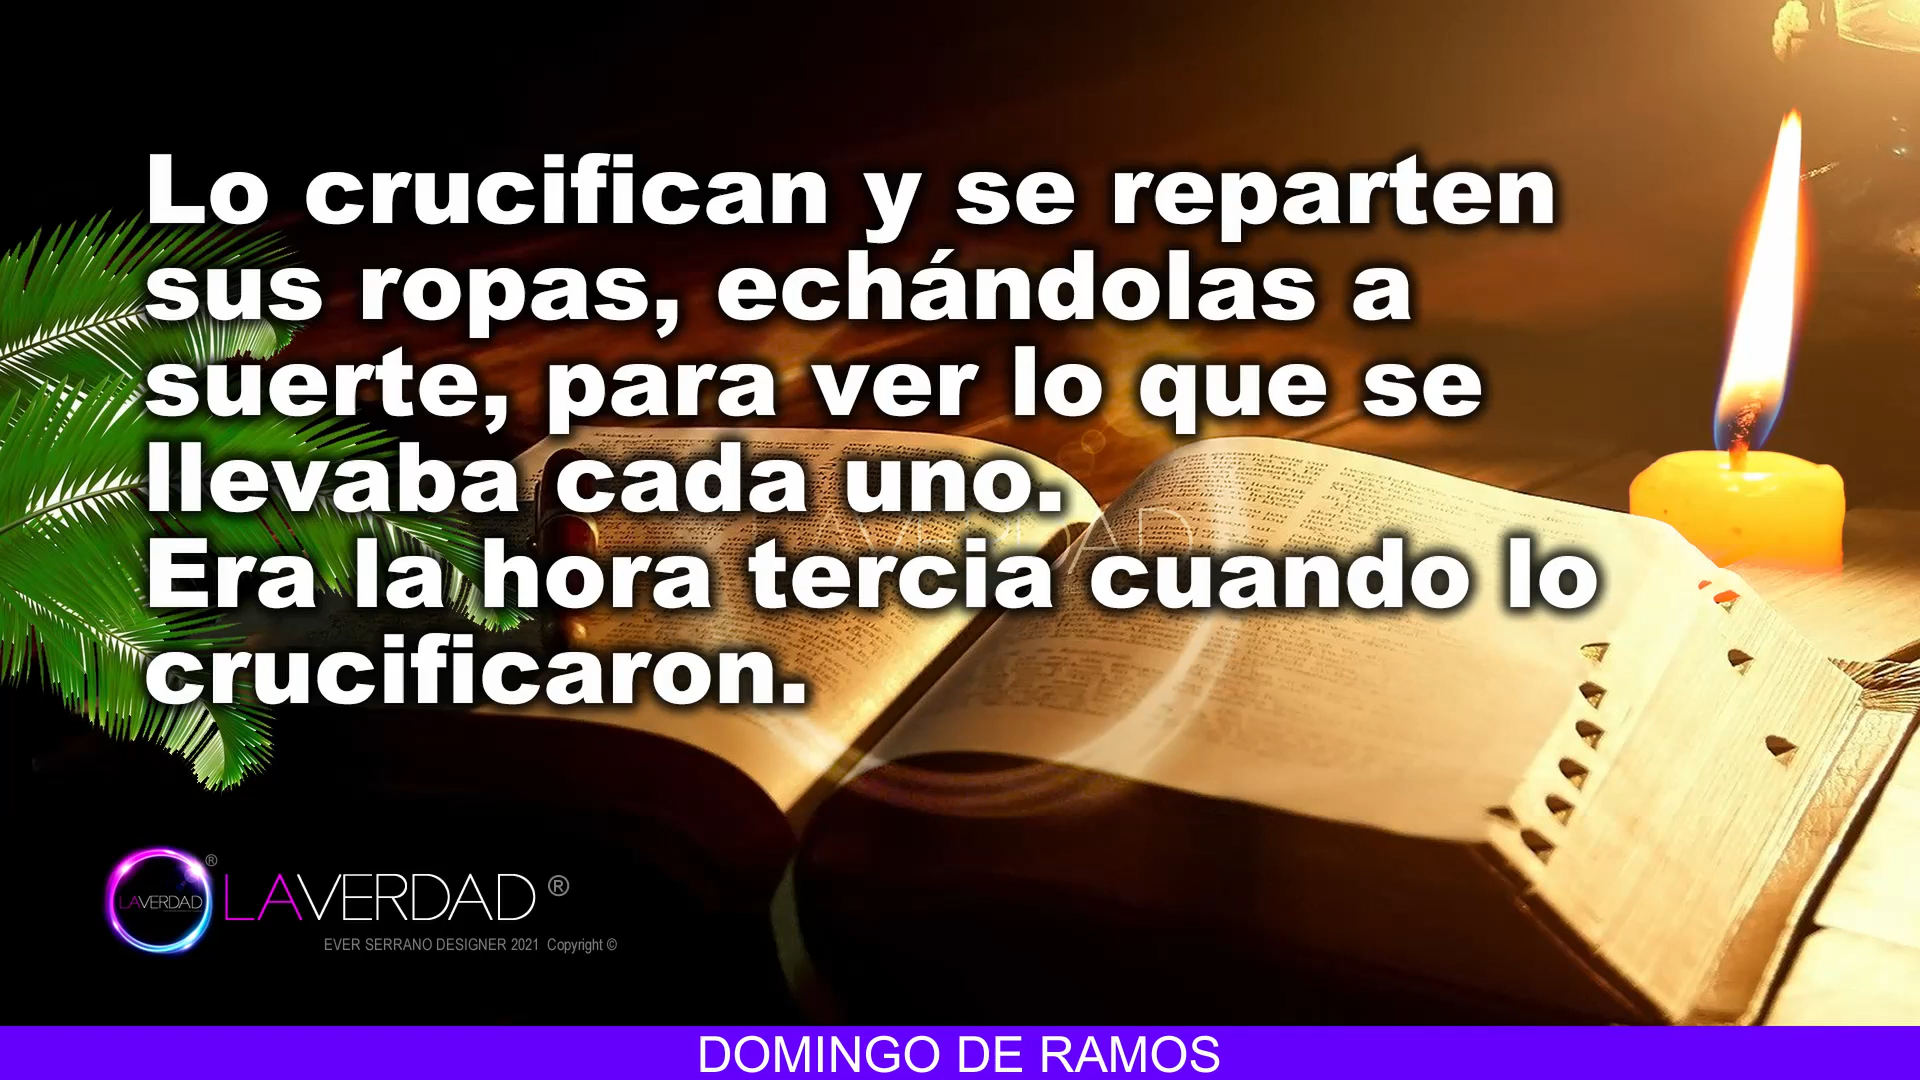 Lo crucifican y se reparten
sus ropas, echándolas a
suerte, para ver lo que se
llevaba cada uno.
Era la hora tercia cuando lo
crucificaron.
LAVERDAD ®
LAVERDAD ®
EVER SERRANO DESIGNER 2021 Copyright ©
DOMINGO DE RAMOS